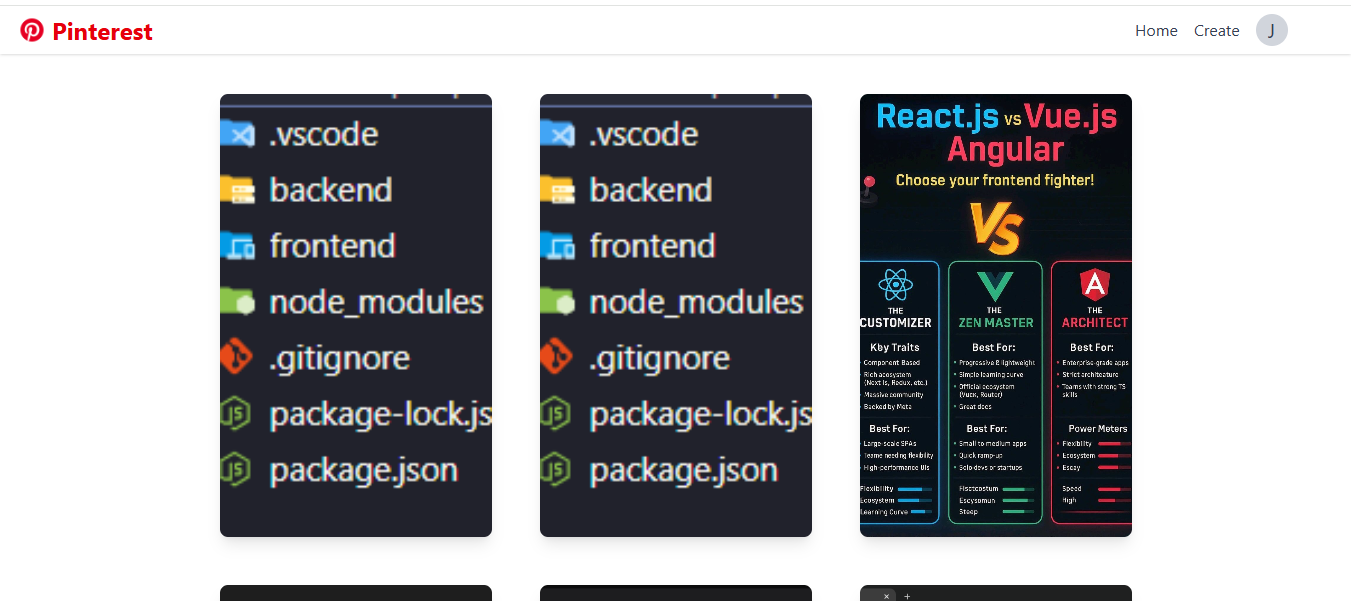 Pinterest
Home
Create
J
.vscode
backend
frontend
node_modules
.gitignore
package-lock.js
package.json
.vscode
backend
frontend
node_modules
.gitignore
package-lock.js
package.json
React.js vs Vue.js
Angular
Choose your frontend fighter!
VS
THE
CUSTOMIZER
Key Traits
Component-Based
Rich ecosystem
(Next.js, Redux, etc.)
Massive community
Backed by Meta
Best For:
Large-scale SPAs
Teame needing flexibility
High-performance UIs
Flexibility
Ecosystem
Learning Curve
THE
ZEN MASTER
Best For:
Progressive & lightweight
Simple learning curve
Official ecosystem
(Vuex, Router)
Great docs
Best For:
Small to medium apps
Quick ramp-up
Solo devs or startups
Steep
THE
ARCHITECT
Best For:
Enterprise-grade apps
Strict architeature
Teams with strong TS
skills
Power Meters
Flexibility
Ecosystem
Essay
Speed
High